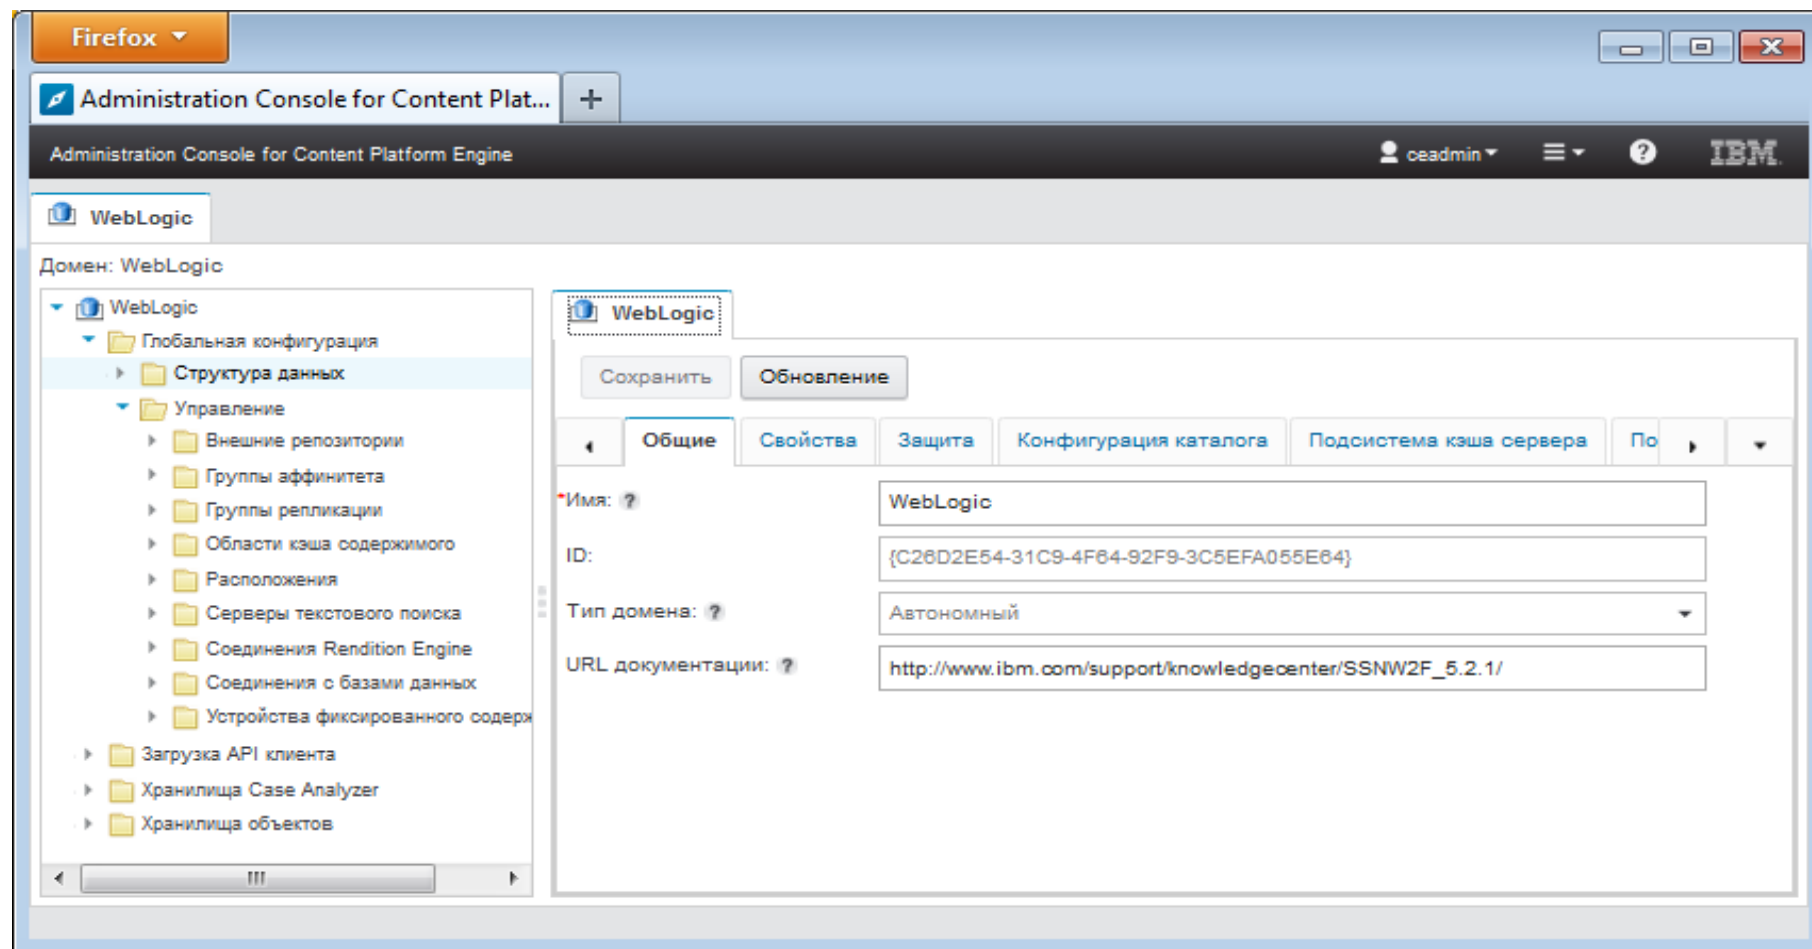 Firefox
Administration Console for Content Plat...
Administration Console for Content Platform Engine
ceadmin
IBM.
WebLogic
Домен: WebLogic
WebLogic
Глобальная конфигурация
Структура данных
Управление
Внешние репозитории
Группы аффинитета
Группы репликации
Области кэша содержимого
Расположения
Серверы текстового поиска
Соединения Rendition Engine
Соединения с базами данных
Устройства фиксированного содерж
Загрузка API клиента
Хранилища Case Analyzer
Хранилища объектов
WebLogic
Сохранить Обновление
Общие Свойства Защита Конфигурация каталога Подсистема кэша сервера По
*Имя: ? WebLogic
ID: {C26D2E54-31C9-4F64-92F9-3C5EFA055E64}
Тип домена: ? Автономный
URL документации: ? http://www.ibm.com/support/knowledgecenter/SSNW2F_5.2.1/